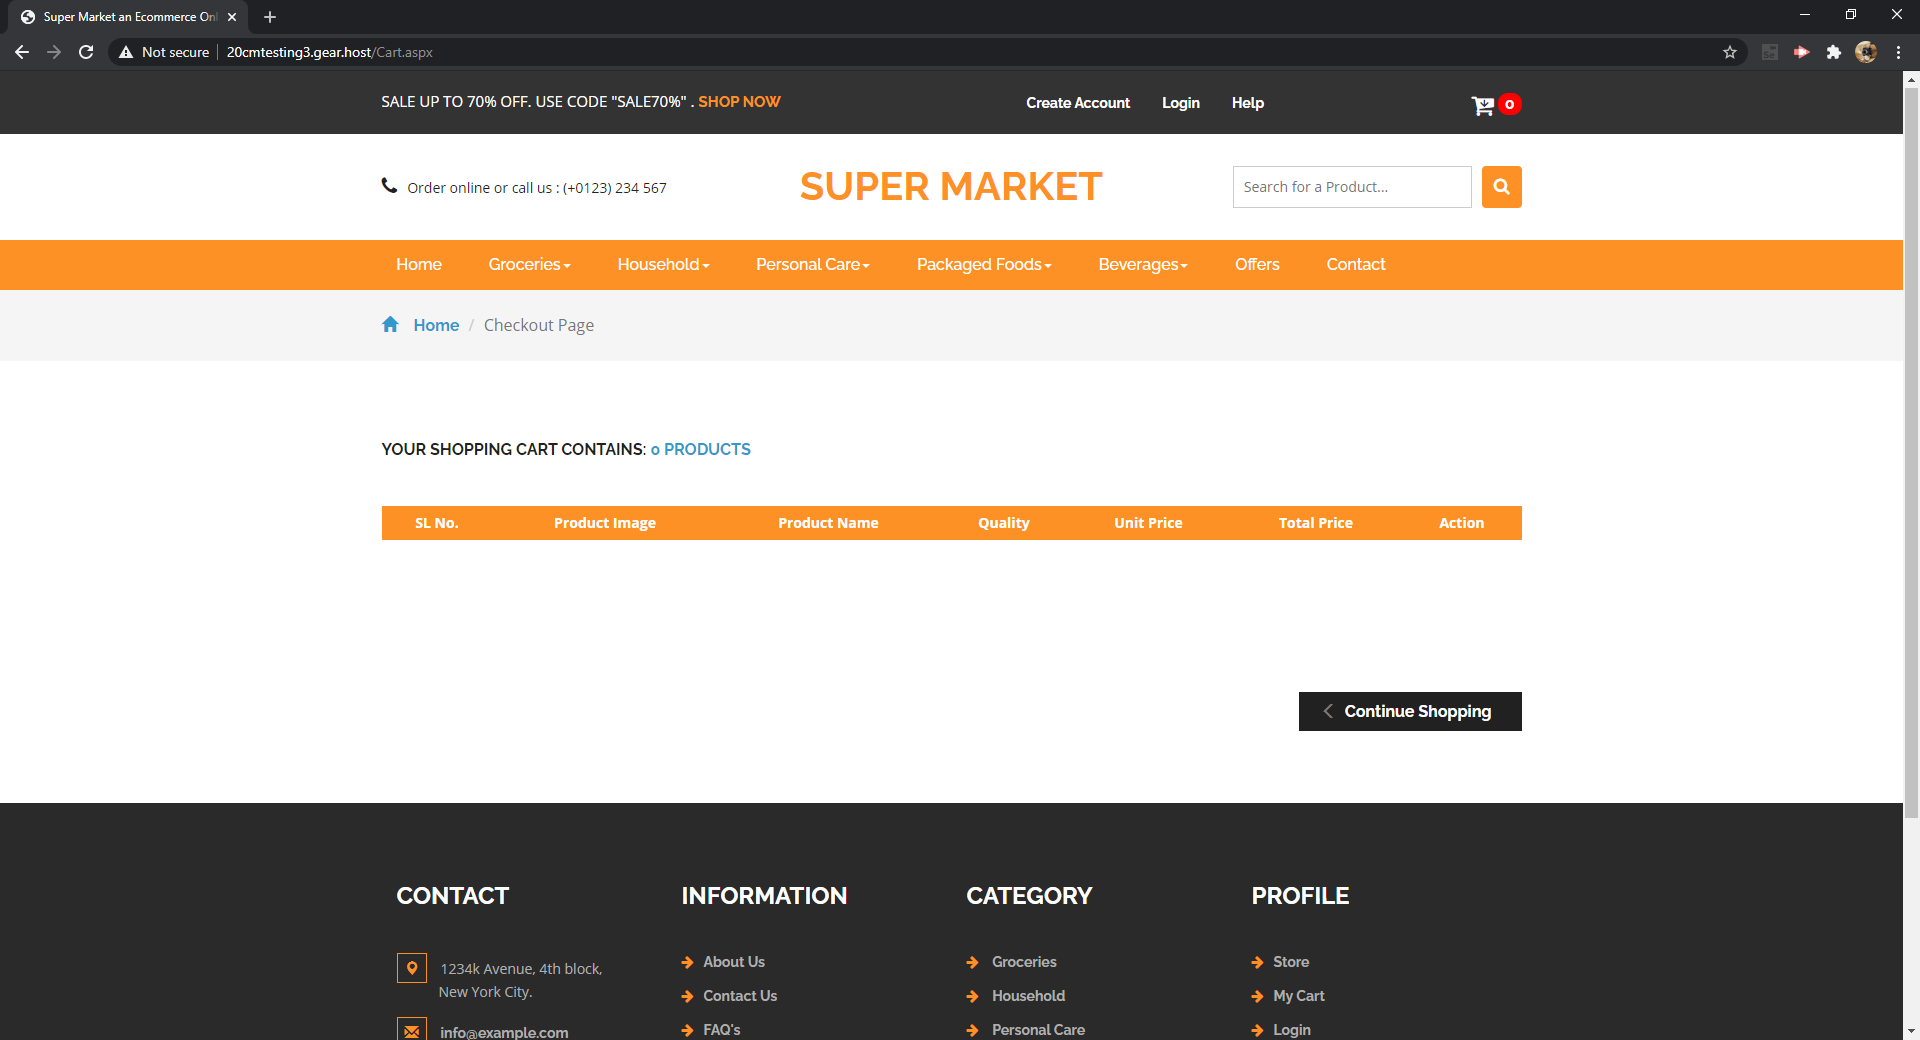 Super Market an Ecommerce Onl
Not secure
20cmtesting3.gear.host/Cart.aspx
SALE UP TO 70% OFF. USE CODE "SALE70%" . SHOP NOW
Create Account
Login
Help
0
Order online or call us : (+0123) 234 567
SUPER MARKET
Search for a Product...
Home
Groceries
Household
Personal Care
Packaged Foods
Beverages
Offers
Contact
Home / Checkout Page
YOUR SHOPPING CART CONTAINS: 0 PRODUCTS
SL No.
Product Image
Product Name
Quality
Unit Price
Total Price
Action
Continue Shopping
CONTACT
1234k Avenue, 4th block,
New York City.
info@example.com
INFORMATION
About Us
Contact Us
FAQ's
CATEGORY
Groceries
Household
Personal Care
PROFILE
Store
My Cart
Login